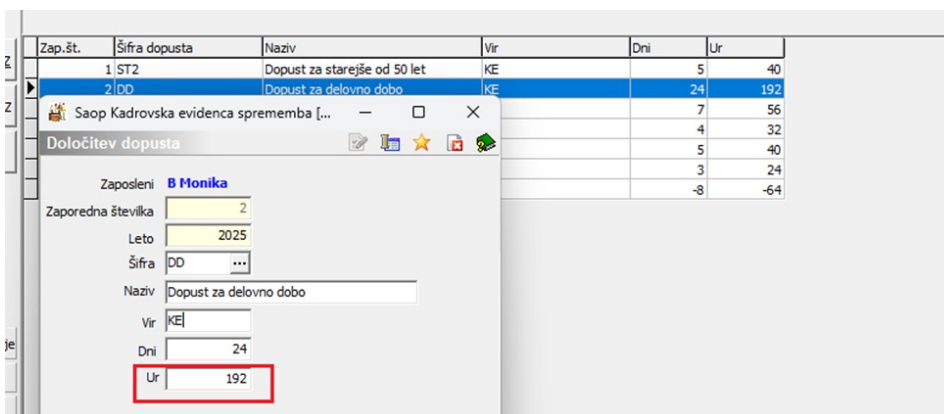 Zap.št. Šifra dopusta Naziv Vir Dni Ur
1 ST2 Dopust za starejše od 50 let KE 5 40
2 DD Dopust za delovno dobo KE 24 192
7 56
4 32
5 40
3 24
-8 -64
Z
Z
je
Saop Kadrovska evidenca sprememba [...
Določitev dopusta
Zaposleni B Monika
Zaporedna številka 2
Leto 2025
Šifra DD ...
Naziv Dopust za delovno dobo
Vir KE
Dni 24
Ur 192